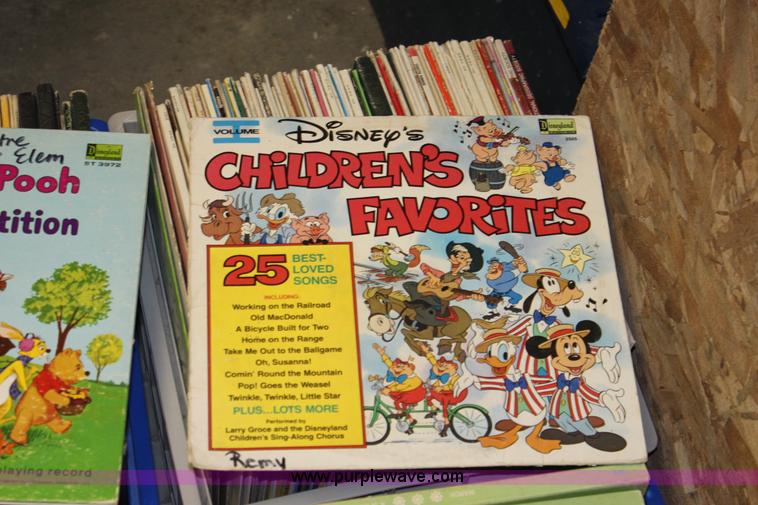 VOLUME I
DISNEY'S
CHILDREN'S
FAVORITES
Disneyland
2505
25 BEST-
LOVED
SONGS
INCLUDING:
Working on the Railroad
Old MacDonald
A Bicycle Built for Two
Home on the Range
Take Me Out to the Ballgame
Oh, Susanna!
Comin' Round the Mountain
Pop! Goes the Weasel
Twinkle, Twinkle, Little Star
PLUS...LOTS MORE
Performed by
Larry Groce and the Disneyland
Children's Sing-Along Chorus
Remy
tre
Elem
Disneyland
ST 3972
Pooh
tition
playing record
www.purplewave.com
MARCH